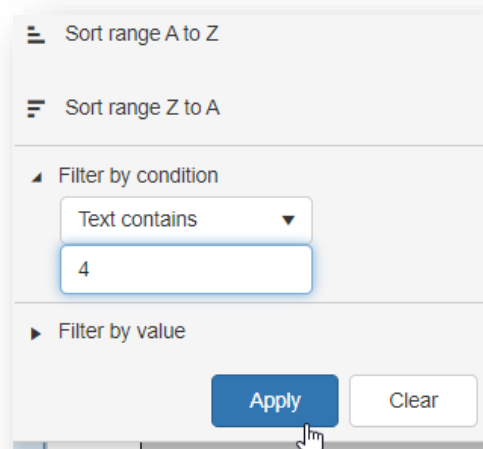 Sort range A to Z
Sort range Z to A
Filter by condition
Text contains
4
Filter by value
Apply Clear